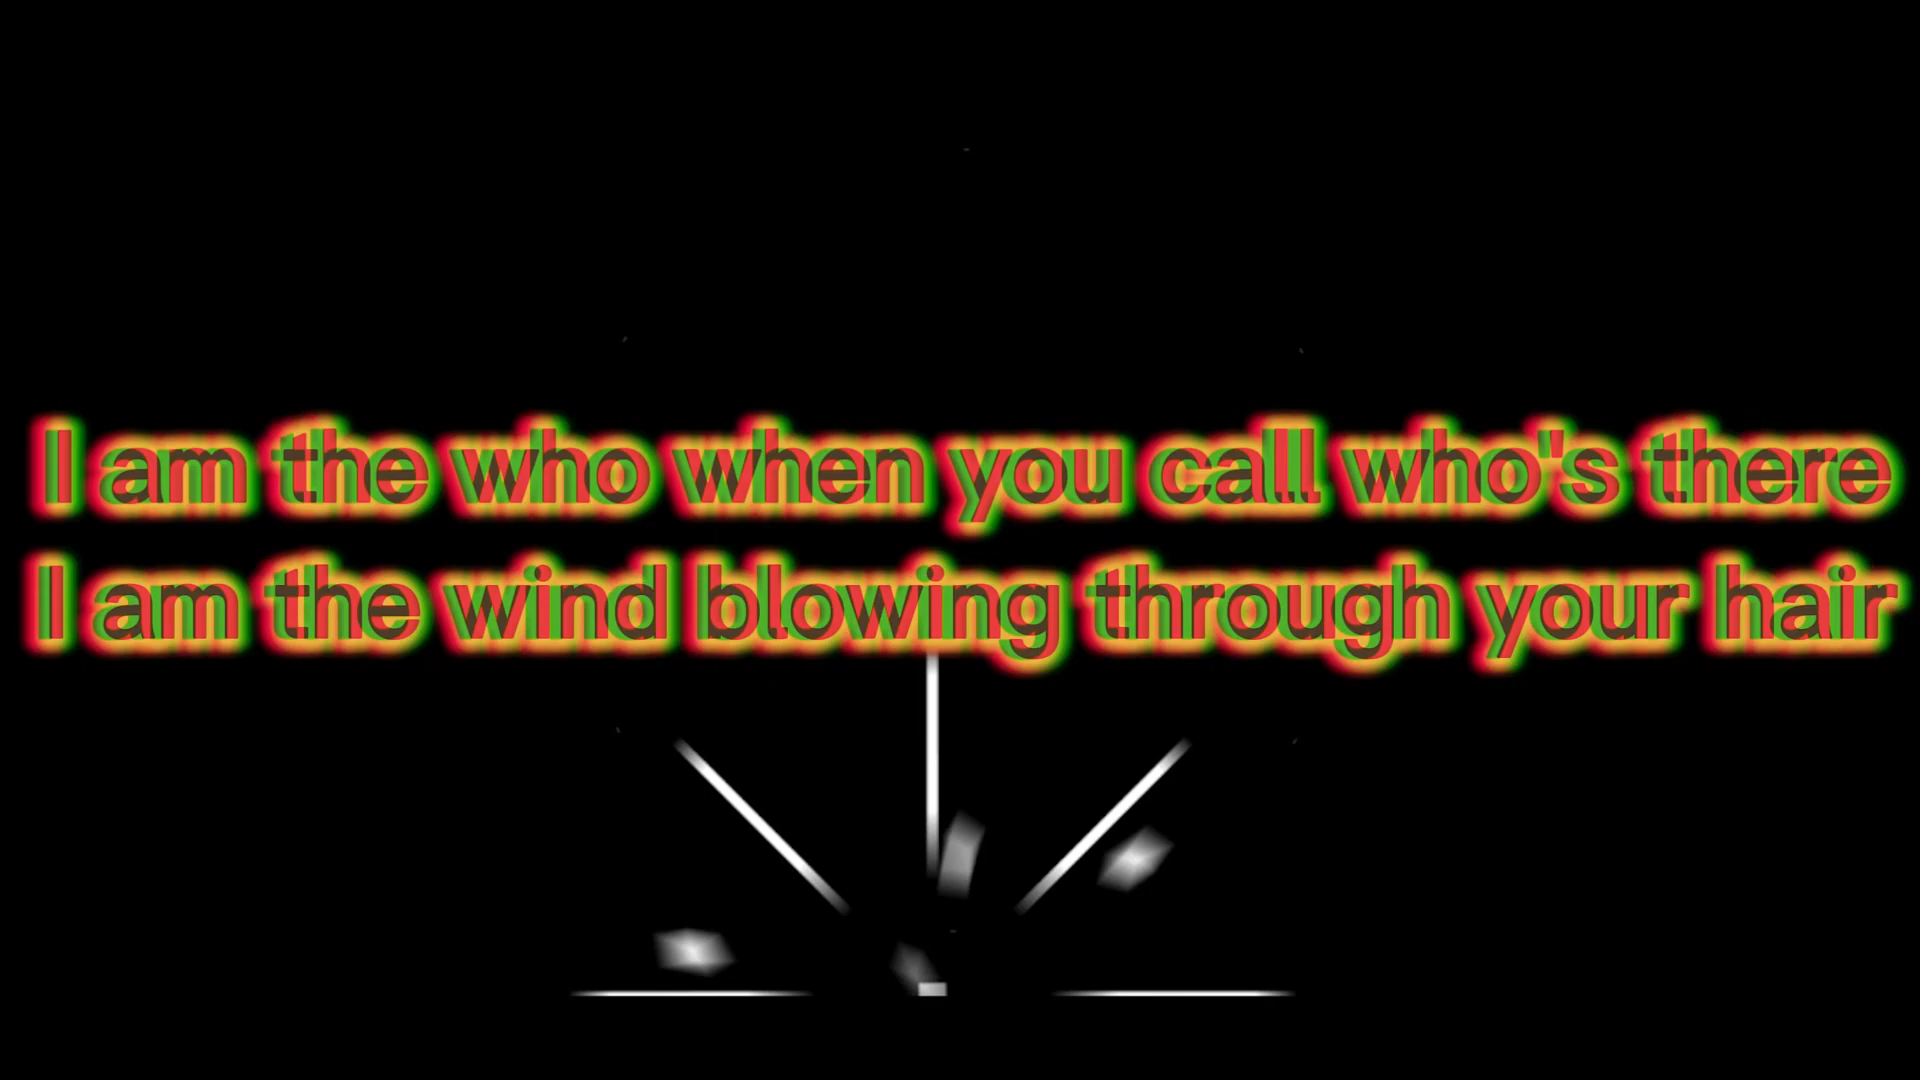 I am the who when you call who's there
I am the wind blowing through your hair